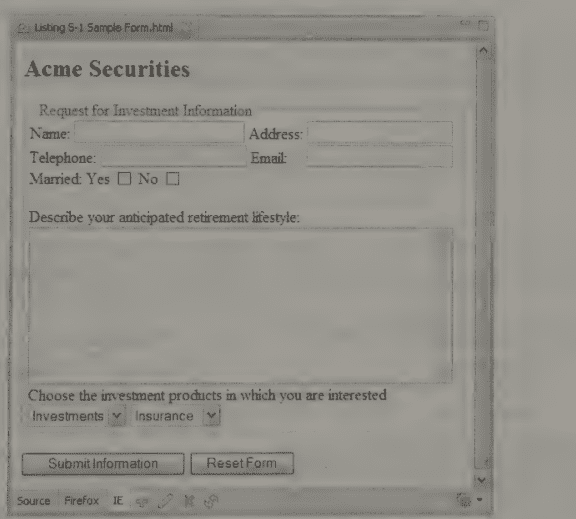 Listing 5-1 Sample Form.html
Acme Securities
Request for Investment Information
Name: Address:
Telephone: Email:
Married: Yes No
Describe your anticipated retirement lifestyle:
Choose the investment products in which you are interested
Investments Insurance
Submit Information Reset Form
Source Firefox IE